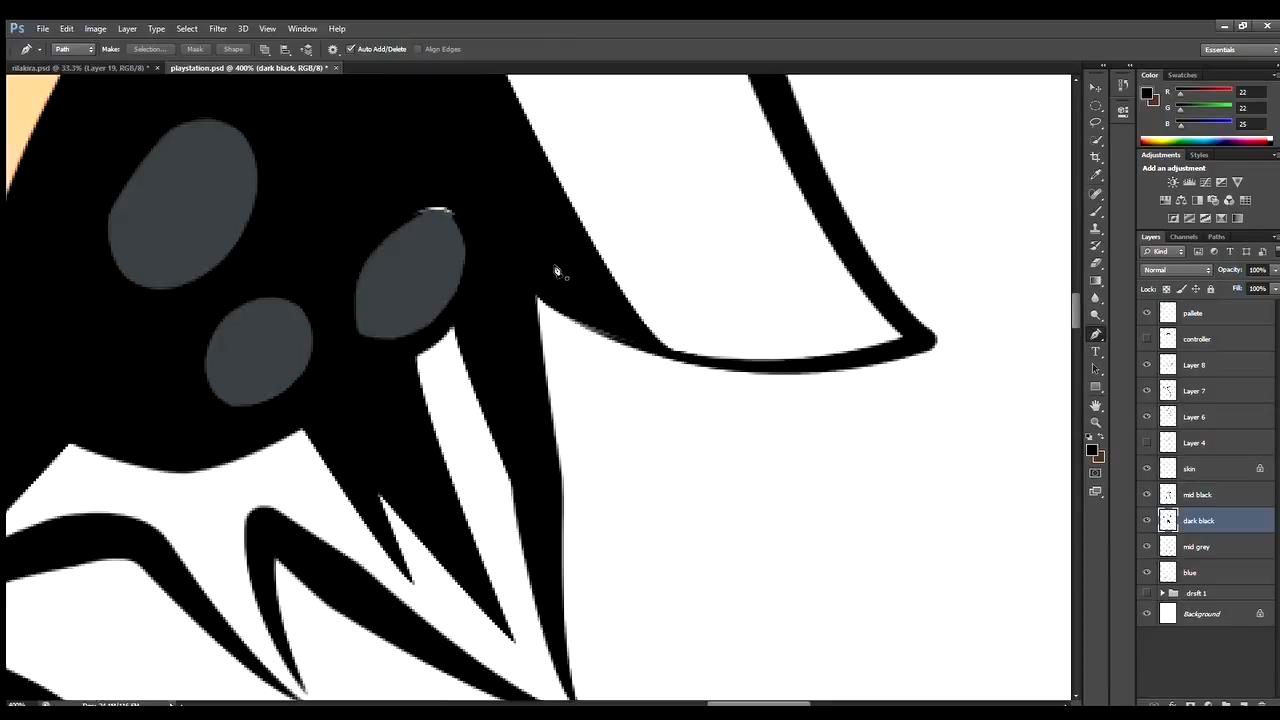 Ps File Edit Image Layer Type Select Filter 3D View Window Help
Path Make: Selection... Mask Shape Auto Add/Delete Align Edges Essentials
rilakira.psd @ 33.3% (Layer 19, RGB/8) * × playstation.psd @ 400% (dark black, RGB/8) * ×
Color Swatches
R 22
G 22
B 25
Adjustments Styles
Add an adjustment
Layers Channels Paths
Kind
Normal Opacity: 100%
Lock: Fill: 100%
pallete
controller
Layer 8
Layer 7
Layer 6
Layer 4
skin
mid black
dark black
mid grey
blue
drsft 1
Background